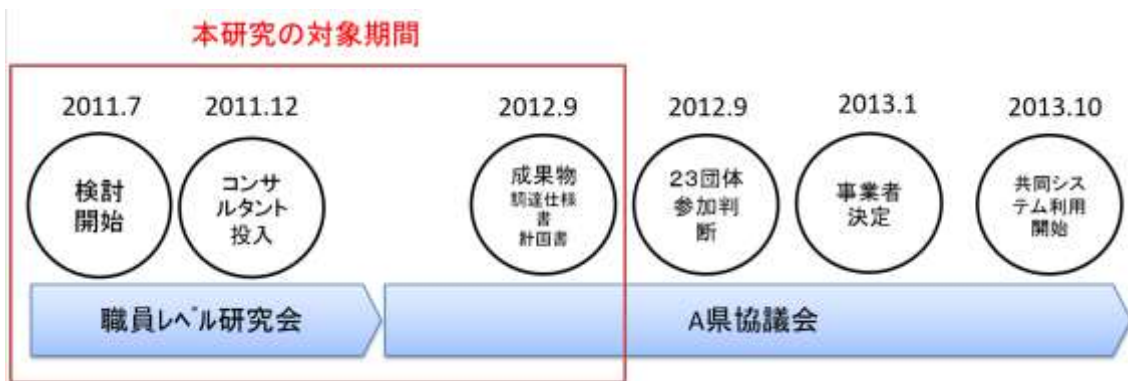 本研究の対象期間
2011.7
2011.12
2012.9
2012.9
2013.1
2013.10
検討
開始
コンサ
ルタント
投入
成果物
調達仕様
書
計画書
23団体
参加判
断
事業者
決定
共同シス
テム利用
開始
職員レベル研究会
A県協議会